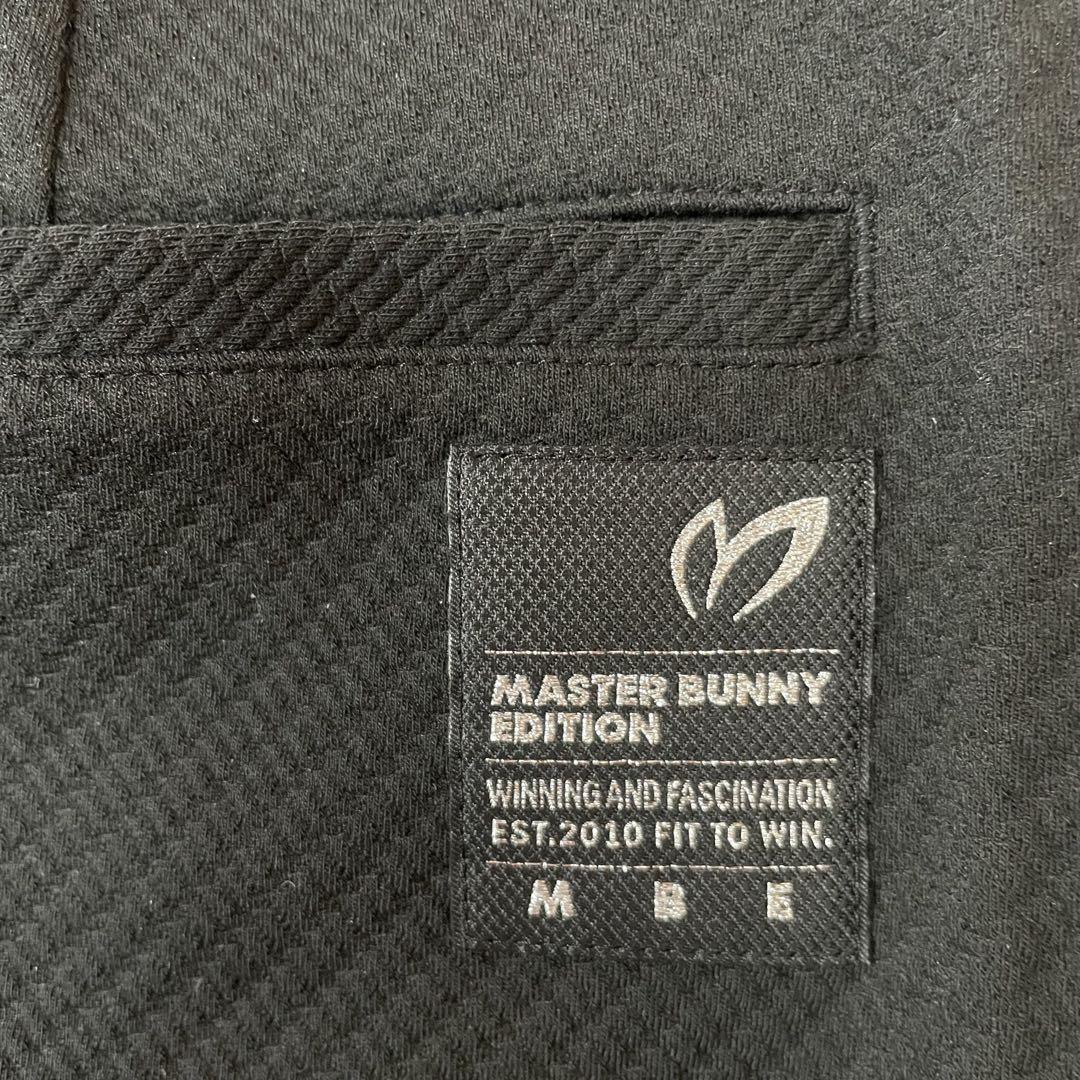 MASTER BUNNY
EDITION
WINNING AND FASCINATION
EST.2010 FIT TO WIN.
M B E